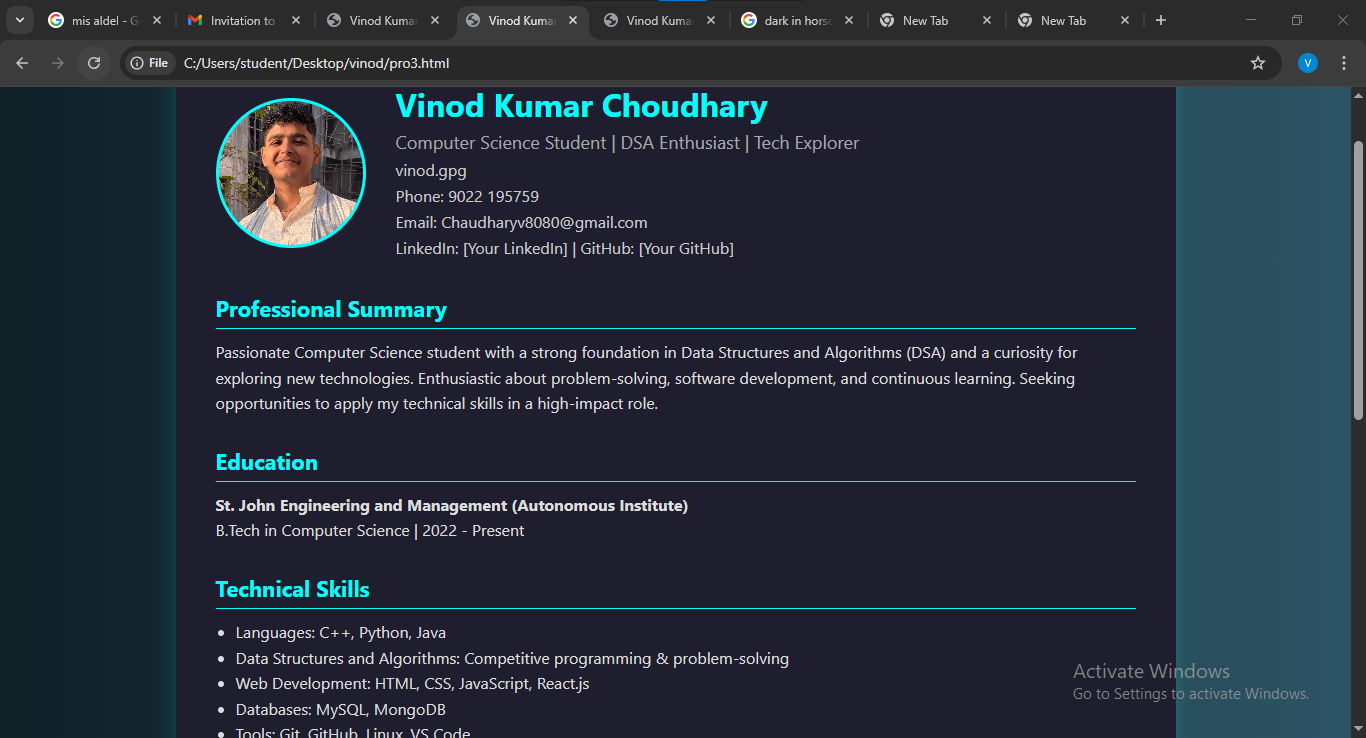 mis aldel - G
Invitation to
Vinod Kumar
Vinod Kumar
Vinod Kumar
dark in horse
New Tab
New Tab
File
C:/Users/student/Desktop/vinod/pro3.html
V
Vinod Kumar Choudhary
Computer Science Student | DSA Enthusiast | Tech Explorer
vinod.gpg
Phone: 9022 195759
Email: Chaudharyv8080@gmail.com
LinkedIn: [Your LinkedIn] | GitHub: [Your GitHub]
Professional Summary
Passionate Computer Science student with a strong foundation in Data Structures and Algorithms (DSA) and a curiosity for
exploring new technologies. Enthusiastic about problem-solving, software development, and continuous learning. Seeking
opportunities to apply my technical skills in a high-impact role.
Education
St. John Engineering and Management (Autonomous Institute)
B.Tech in Computer Science | 2022 - Present
Technical Skills
• Languages: C++, Python, Java
• Data Structures and Algorithms: Competitive programming & problem-solving
• Web Development: HTML, CSS, JavaScript, React.js
• Databases: MySQL, MongoDB
• Tools: Git, GitHub, Linux, VS Code
Activate Windows
Go to Settings to activate Windows.